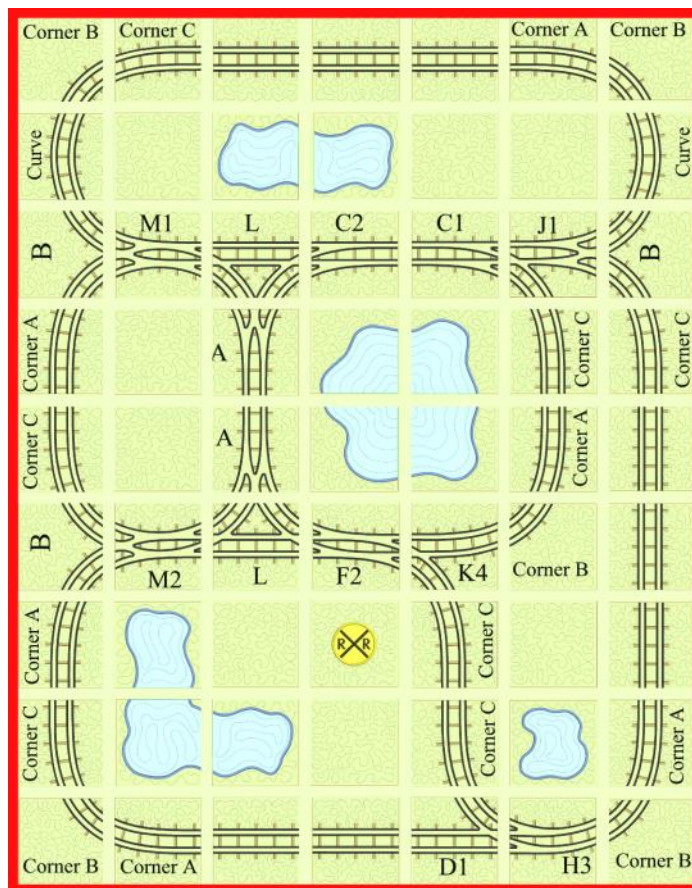 Corner B
Corner C
Corner A
Corner B
Curve
Curve
B
M1
L
C2
C1
J1
B
Corner A
A
Corner C
Corner C
Corner C
A
Corner A
B
M2
L
F2
K4
Corner B
Corner A
R R
Corner C
Corner C
Corner C
Corner A
Corner B
Corner A
D1
H3
Corner B